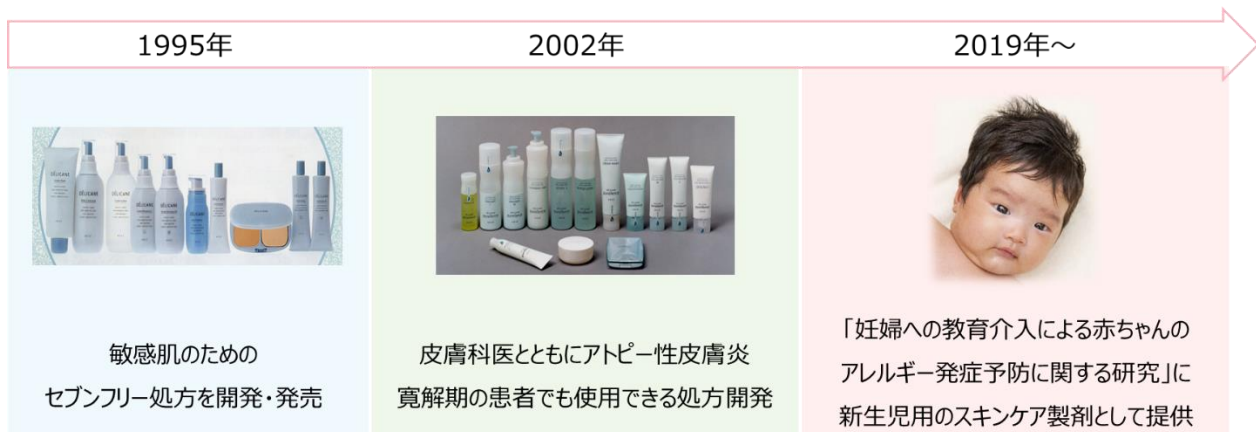 1995年
2002年
2019年～
DÉLICARE
敏感肌のための
セブンフリー処方を開発・発売
皮膚科医とともにアトピー性皮膚炎
寛解期の患者でも使用できる処方開発
「妊婦への教育介入による赤ちゃんの
アレルギー発症予防に関する研究」に
新生児用のスキンケア製剤として提供